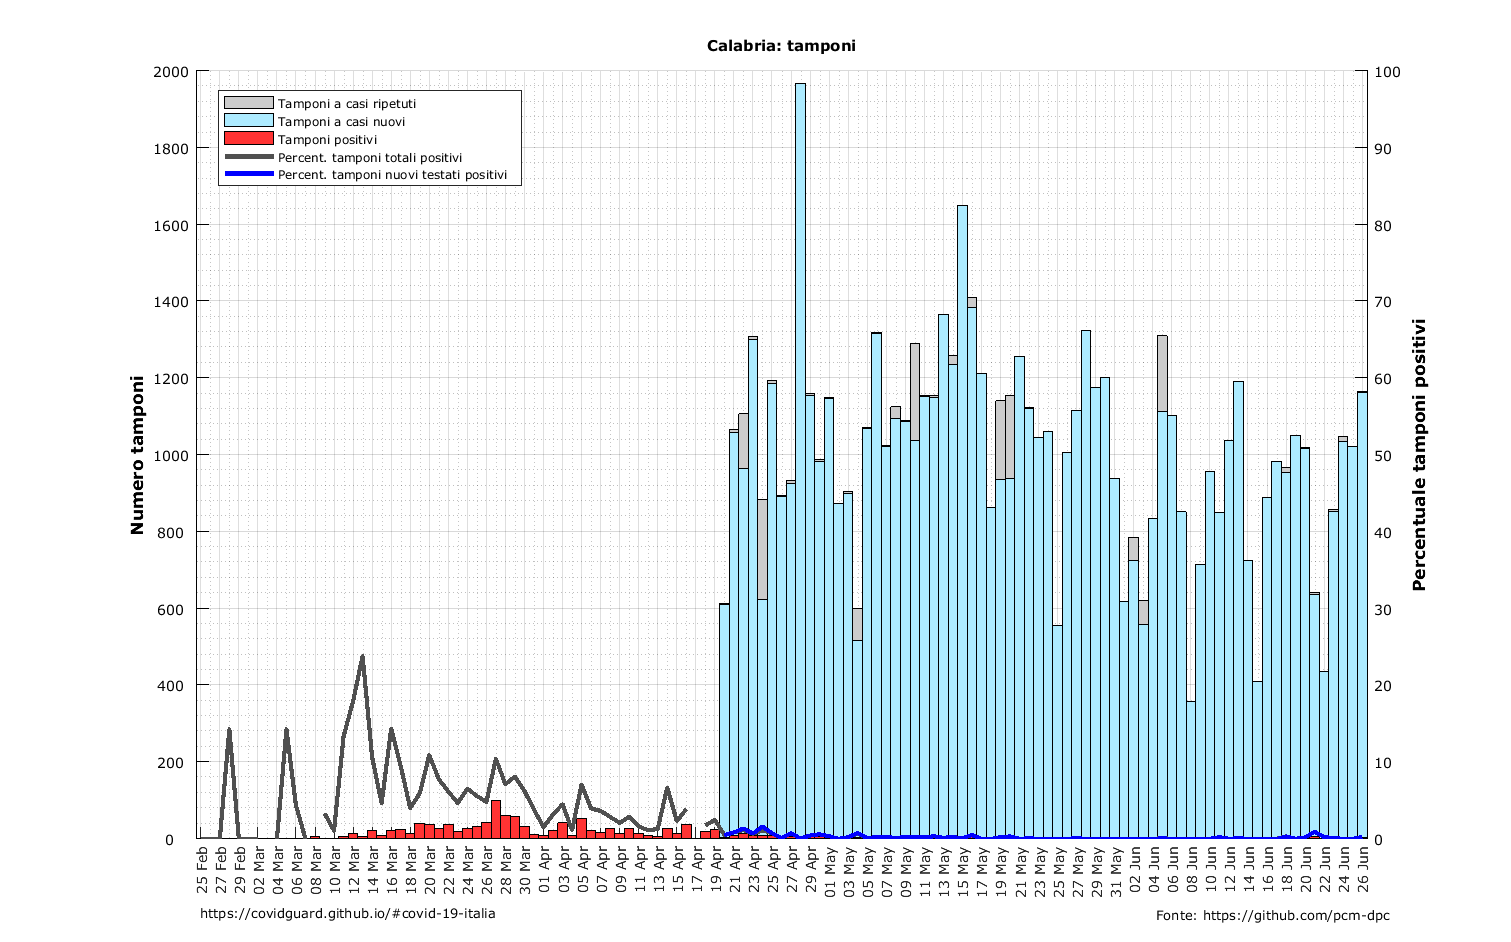 Calabria: tamponi
Tamponi a casi ripetuti
Tamponi a casi nuovi
Tamponi positivi
Percent. tamponi totali positivi
Percent. tamponi nuovi testati positivi
Numero tamponi
2000
1800
1600
1400
1200
1000
800
600
400
200
0
100
90
80
70
60
50
40
30
20
10
0
Percentuale tamponi positivi
25 Feb
27 Feb
29 Feb
02 Mar
04 Mar
06 Mar
08 Mar
10 Mar
12 Mar
14 Mar
16 Mar
18 Mar
20 Mar
22 Mar
24 Mar
26 Mar
28 Mar
30 Mar
01 Apr
03 Apr
05 Apr
07 Apr
09 Apr
11 Apr
13 Apr
15 Apr
17 Apr
19 Apr
21 Apr
23 Apr
25 Apr
27 Apr
29 Apr
01 May
03 May
05 May
07 May
09 May
11 May
13 May
15 May
17 May
19 May
21 May
23 May
25 May
27 May
29 May
31 May
02 Jun
04 Jun
06 Jun
08 Jun
10 Jun
12 Jun
14 Jun
16 Jun
18 Jun
20 Jun
22 Jun
24 Jun
26 Jun
https://covidguard.github.io/#covid-19-italia
Fonte: https://github.com/pcm-dpc